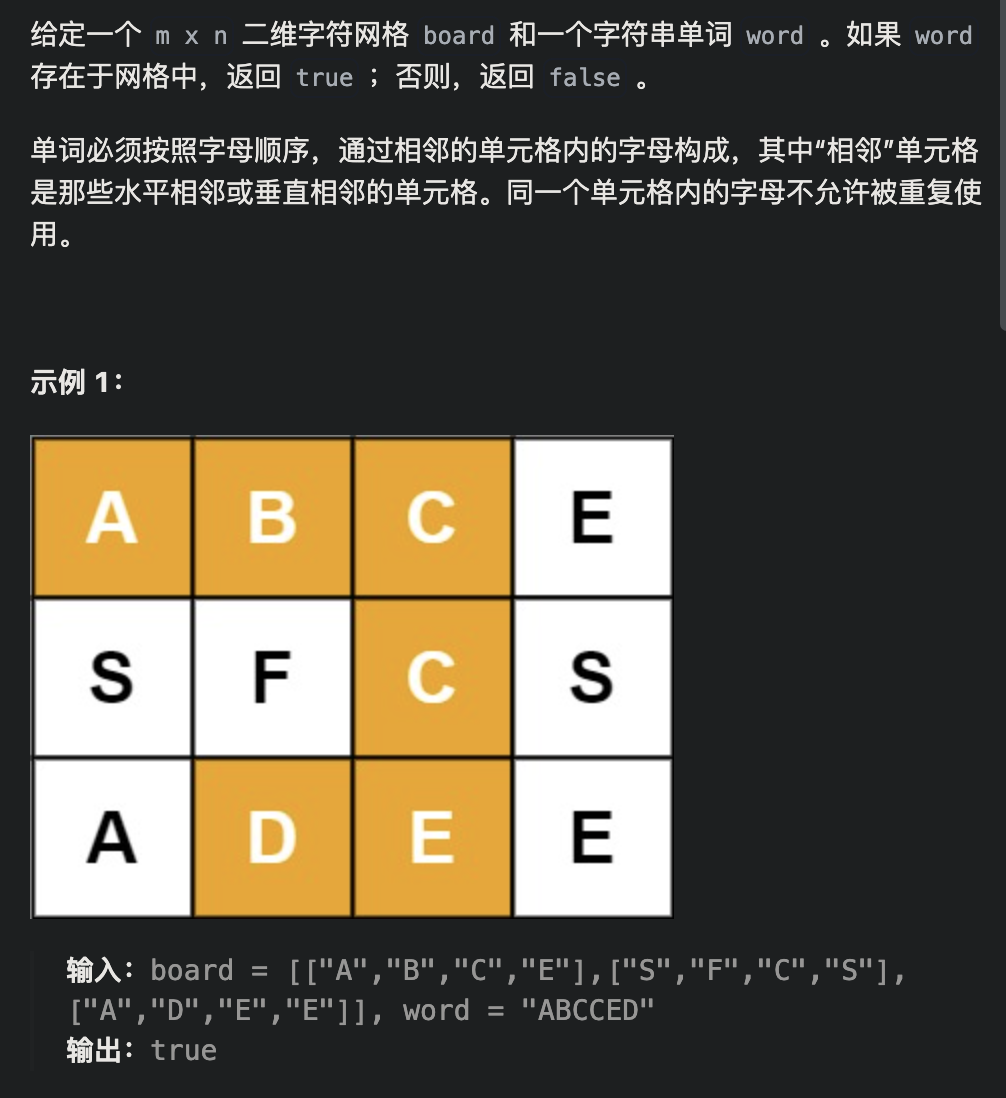 给定一个 m x n 二维字符网格 board 和一个字符串单词 word 。如果 word
存在于网格中，返回 true ；否则，返回 false 。
单词必须按照字母顺序，通过相邻的单元格内的字母构成，其中“相邻”单元格
是那些水平相邻或垂直相邻的单元格。同一个单元格内的字母不允许被重复使
用。
示例 1：
A B C E
S F C S
A D E E
输入：board = [["A","B","C","E"],["S","F","C","S"],
["A","D","E","E"]], word = "ABCCED"
输出：true